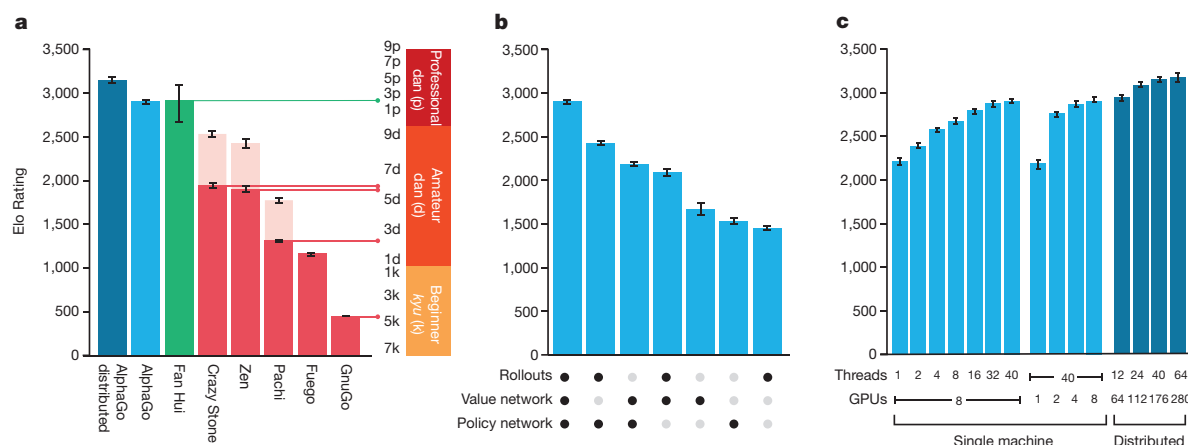 a
Elo Rating
3,500
3,000
2,500
2,000
1,500
1,000
500
0
AlphaGo distributed
AlphaGo
Fan Hui
Crazy Stone
Zen
Pachi
Fuego
GnuGo
9p
7p
5p
3p
1p
9d
7d
5d
3d
1d
1k
3k
5k
7k
Professional dan (p)
Amateur dan (d)
Beginner kyu (k)
b
3,500
3,000
2,500
2,000
1,500
1,000
500
0
Rollouts
Value network
Policy network
c
3,500
3,000
2,500
2,000
1,500
1,000
500
0
Threads 1 2 4 8 16 32 40 40 12 24 40 64
GPUs 8 1 2 4 8 64 112 176 280
Single machine Distributed